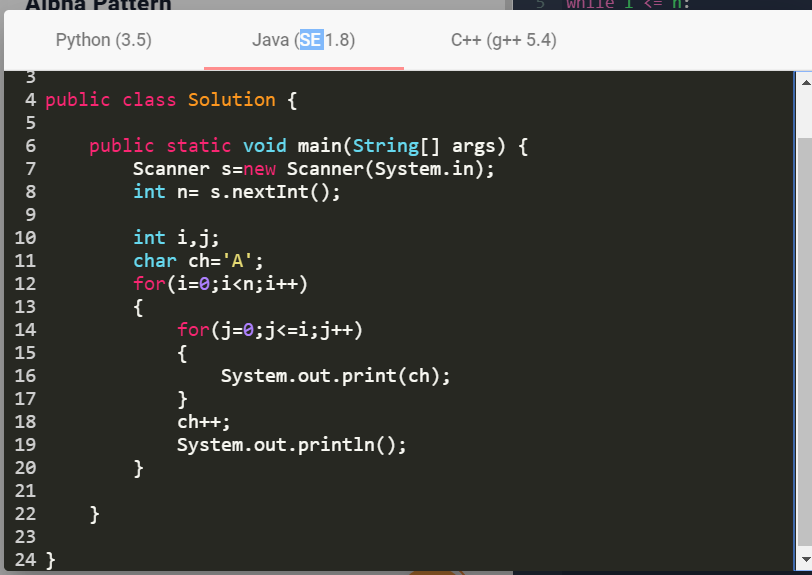 Alpha Pattern
5 while i <= n:
Python (3.5) Java (SE 1.8) C++ (g++ 5.4)
3
4 public class Solution {
5
6     public static void main(String[] args) {
7         Scanner s=new Scanner(System.in);
8         int n= s.nextInt();
9
10         int i,j;
11         char ch='A';
12         for(i=0;i<n;i++)
13         {
14             for(j=0;j<=i;j++)
15             {
16                 System.out.print(ch);
17             }
18             ch++;
19             System.out.println();
20         }
21
22     }
23
24 }